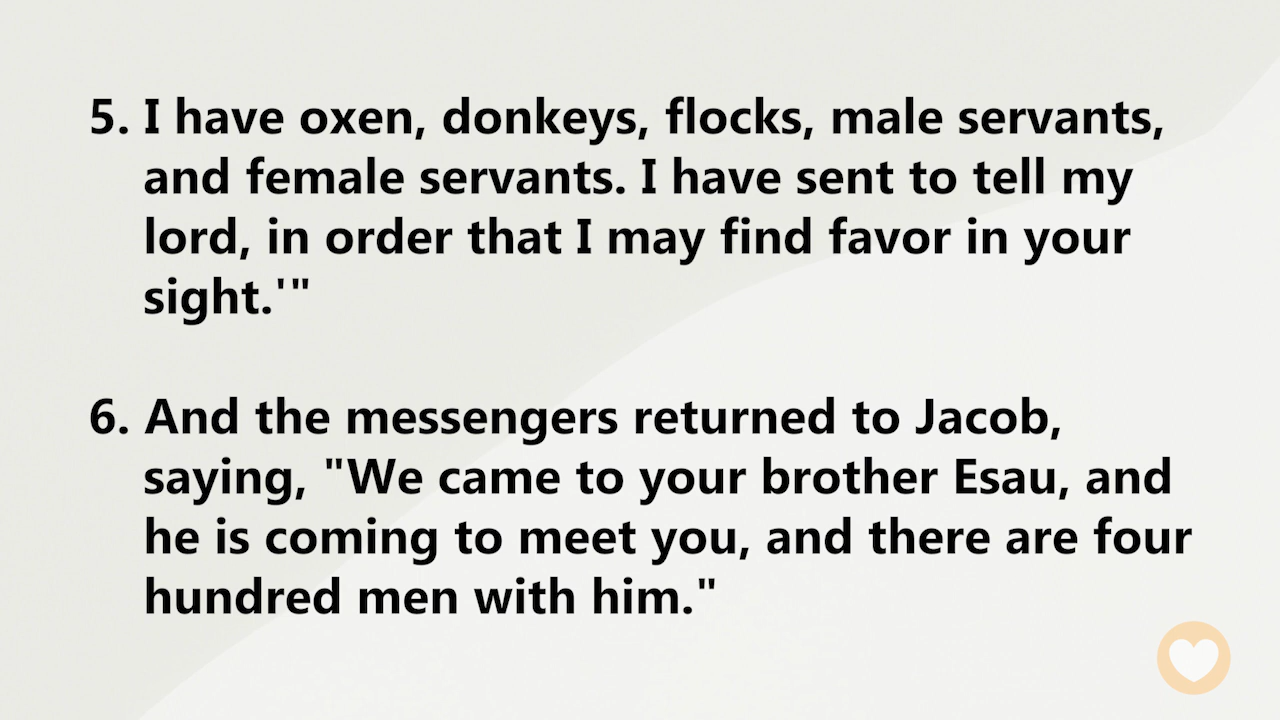 5. I have oxen, donkeys, flocks, male servants,
and female servants. I have sent to tell my
lord, in order that I may find favor in your
sight.'"
6. And the messengers returned to Jacob,
saying, "We came to your brother Esau, and
he is coming to meet you, and there are four
hundred men with him."